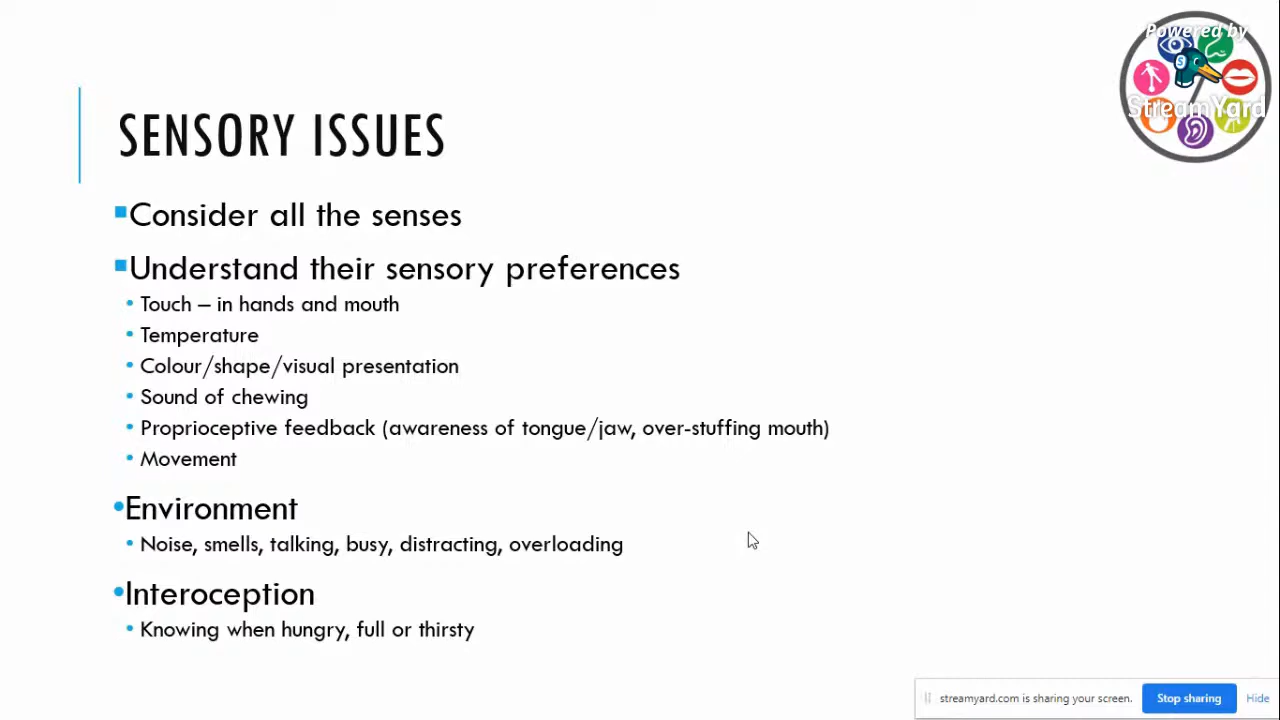 Powered by
StreamYard
SENSORY ISSUES
Consider all the senses
Understand their sensory preferences
Touch – in hands and mouth
Temperature
Colour/shape/visual presentation
Sound of chewing
Proprioceptive feedback (awareness of tongue/jaw, over-stuffing mouth)
Movement
Environment
Noise, smells, talking, busy, distracting, overloading
Interoception
Knowing when hungry, full or thirsty
streamyard.com is sharing your screen. Stop sharing Hide